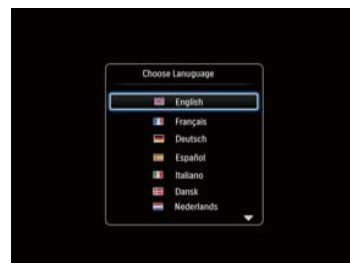 Choose Lanuguage
English
Français
Deutsch
Español
Italiano
Dansk
Nederlands